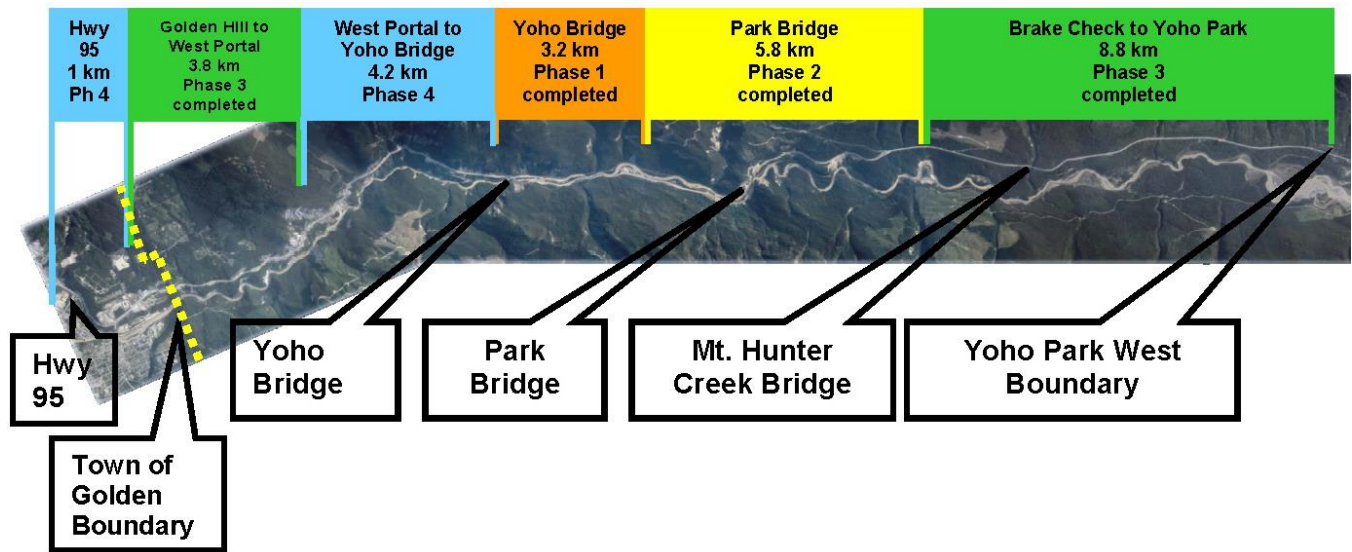 Hwy
95
1 km
Ph 4
Golden Hill to
West Portal
3.8 km
Phase 3
completed
West Portal to
Yoho Bridge
4.2 km
Phase 4
Yoho Bridge
3.2 km
Phase 1
completed
Park Bridge
5.8 km
Phase 2
completed
Brake Check to Yoho Park
8.8 km
Phase 3
completed
Hwy
95
Yoho
Bridge
Park
Bridge
Mt. Hunter
Creek Bridge
Yoho Park West
Boundary
Town of
Golden
Boundary